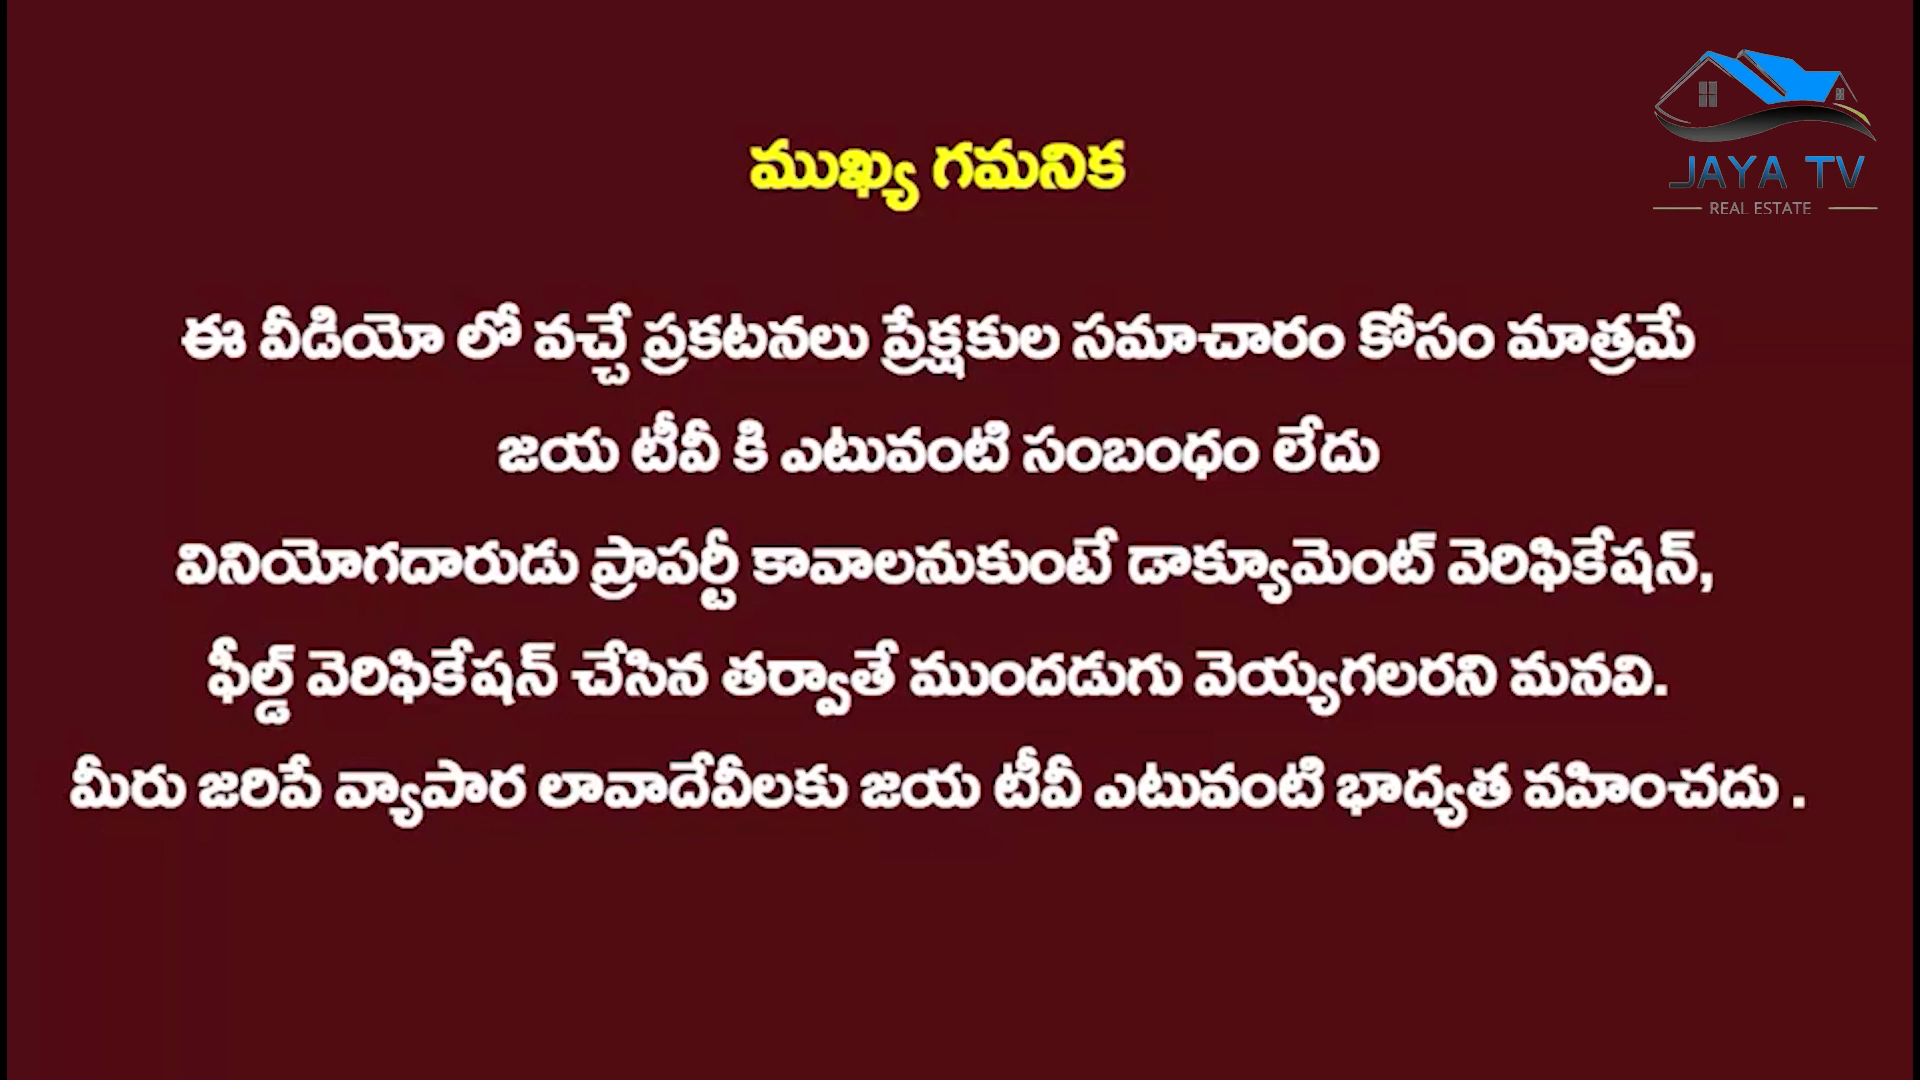 JAYA TV
REAL ESTATE
ముఖ్య గమనిక
ఈ వీడియో లో వచ్చే ప్రకటనలు ప్రేక్షకుల సమాచారం కోసం మాత్రమే
జయ టీవీ కి ఎటువంటి సంబంధం లేదు
వినియోగదారుడు ప్రాపర్టీ కావాలనుకుంటే డాక్యూమెంట్ వెరిఫికేషన్,
ఫీల్డ్ వెరిఫికేషన్ చేసిన తర్వాతే ముందడుగు వెయ్యగలరని మనవి.
మీరు జరిపే వ్యాపార లావాదేవీలకు జయ టీవీ ఎటువంటి భాద్యత వహించదు .